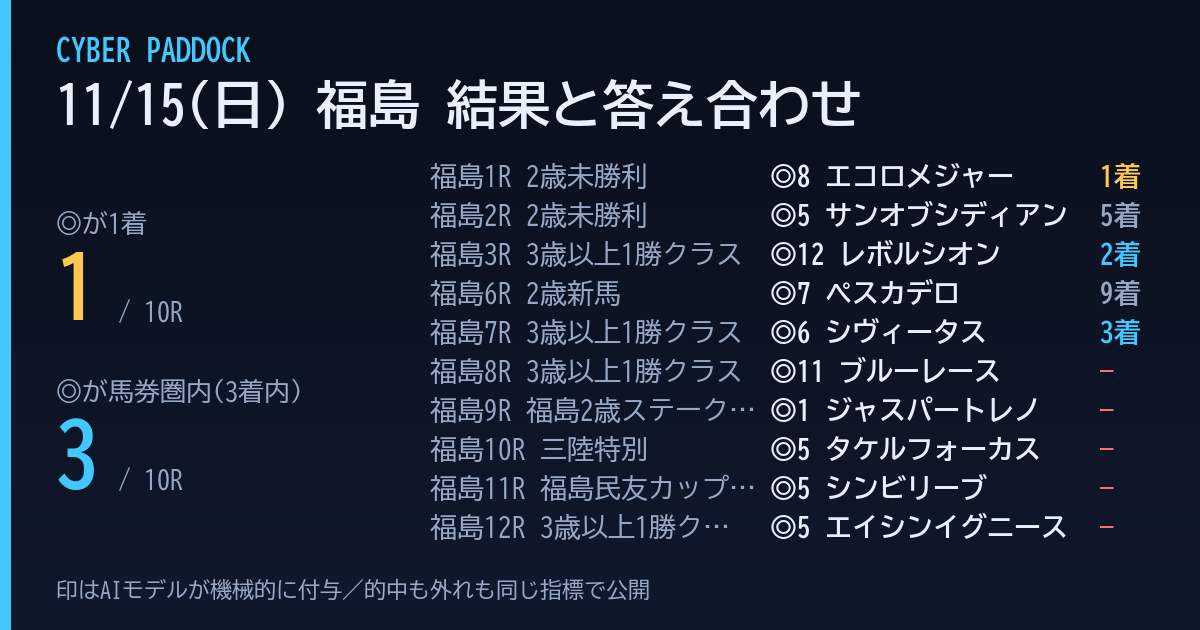 CYBER PADDOCK
11/15(日) 福島 結果と答え合わせ
◎が1着
1 / 10R
◎が馬券圏内(3着内)
3 / 10R
福島1R 2歳未勝利 ◎8 エコロメジャー 1着
福島2R 2歳未勝利 ◎5 サンオブシディアン 5着
福島3R 3歳以上1勝クラス ◎12 レボルシオン 2着
福島6R 2歳新馬 ◎7 ペスカデロ 9着
福島7R 3歳以上1勝クラス ◎6 シヴィータス 3着
福島8R 3歳以上1勝クラス ◎11 ブルーレース −
福島9R 福島2歳ステーク… ◎1 ジャスパートレノ −
福島10R 三陸特別 ◎5 タケルフォーカス −
福島11R 福島民友カップ… ◎5 シンビリーブ −
福島12R 3歳以上1勝ク… ◎5 エイシンイグニース −
印はAIモデルが機械的に付与／的中も外れも同じ指標で公開